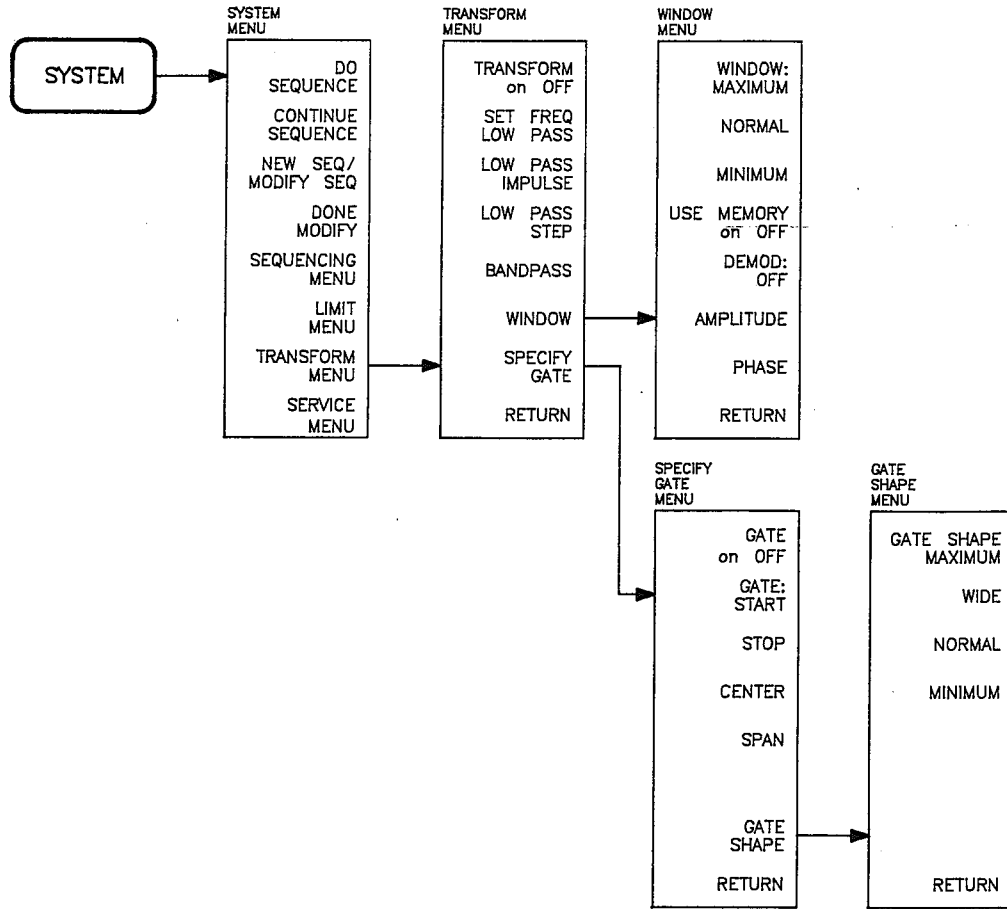 SYSTEM
SYSTEM
MENU
DO
SEQUENCE
CONTINUE
SEQUENCE
NEW SEQ/
MODIFY SEQ
DONE
MODIFY
SEQUENCING
MENU
LIMIT
MENU
TRANSFORM
MENU
SERVICE
MENU
TRANSFORM
MENU
TRANSFORM
on OFF
SET FREQ
LOW PASS
LOW PASS
IMPULSE
LOW PASS
STEP
BANDPASS
WINDOW
SPECIFY
GATE
RETURN
WINDOW
MENU
WINDOW:
MAXIMUM
NORMAL
MINIMUM
USE MEMORY
on OFF
DEMOD:
OFF
AMPLITUDE
PHASE
RETURN
SPECIFY
GATE
MENU
GATE
on OFF
GATE:
START
STOP
CENTER
SPAN
GATE
SHAPE
RETURN
GATE
SHAPE
MENU
GATE SHAPE
MAXIMUM
WIDE
NORMAL
MINIMUM
RETURN